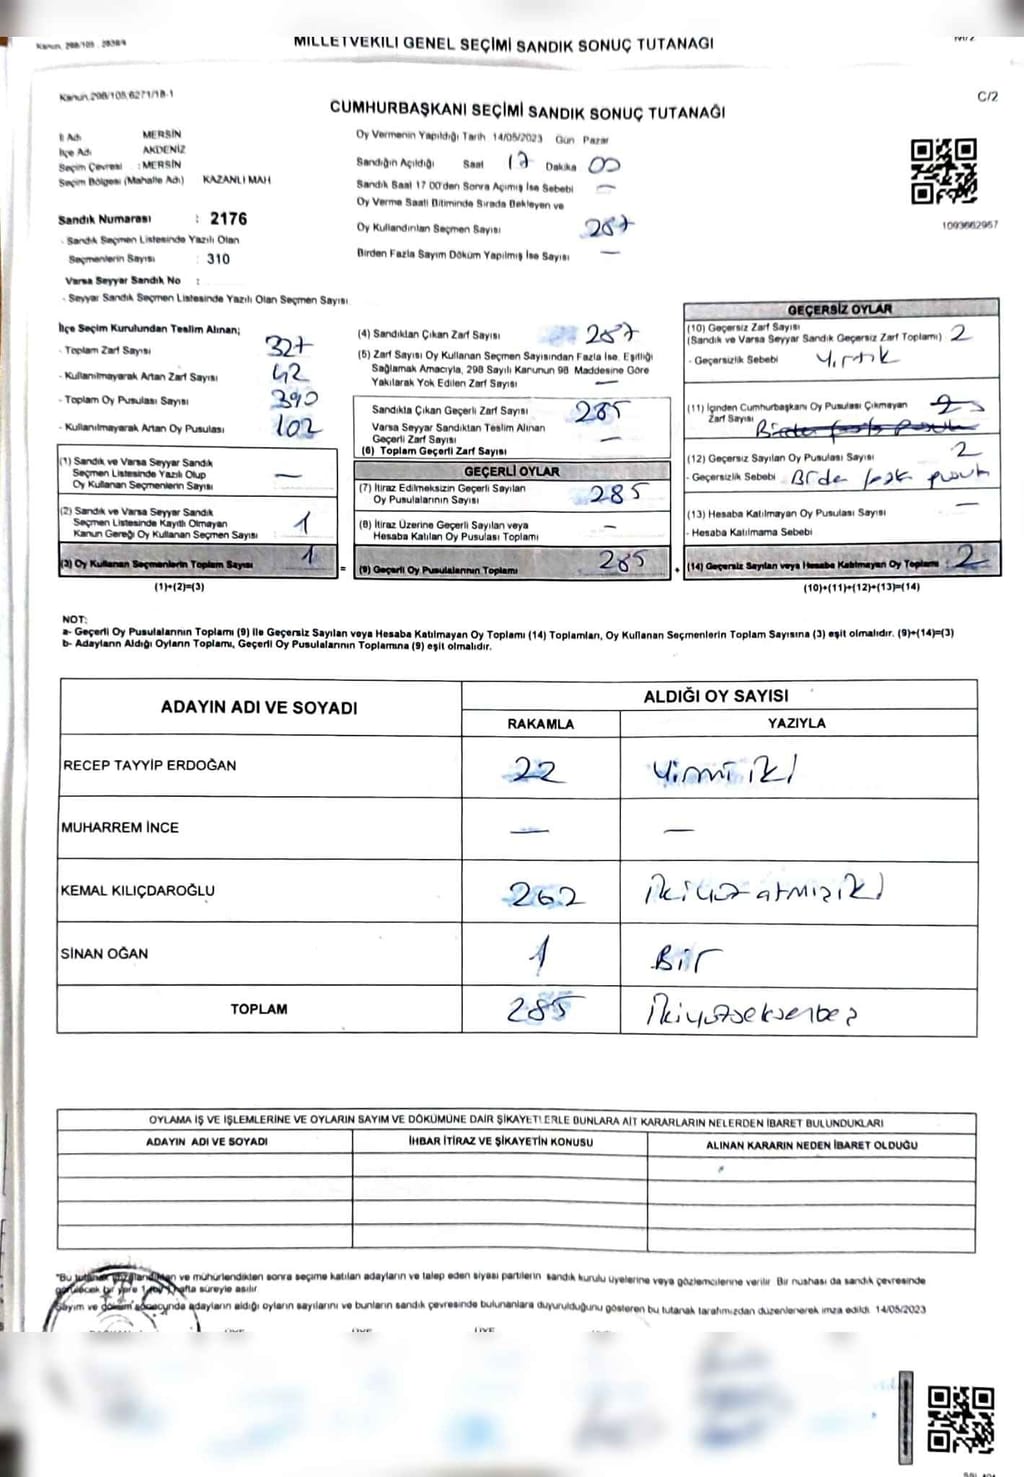 Kanun. 298/105 . 2839/4
MİLLETVEKİLİ GENEL SEÇİMİ SANDIK SONUÇ TUTANAĞI
Kanun.298/105/6271/18-1
C/2
CUMHURBAŞKANI SEÇİMİ SANDIK SONUÇ TUTANAĞI
İl Adı MERSİN
İlçe Adı AKDENİZ
Seçim Çevresi : MERSİN
Seçim Bölgesi (Mahalle Adı) KAZANLI MAH
Sandık Numarası : 2176
- Sandık Seçmen Listesinde Yazılı Olan
Seçmenlerin Sayısı : 310
Varsa Seyyar Sandık No :
- Seyyar Sandık Seçmen Listesinde Yazılı Olan Seçmen Sayısı
Oy Vermenin Yapıldığı Tarih 14/05/2023 Gün Pazar
Sandığın Açıldığı Saat 17 Dakika 00
Sandık Saat 17 00'den Sonra Açımış İse Sebebi —
Oy Verme Saati Bitiminde Sırada Bekleyen ve
Oy Kullandırılan Seçmen Sayısı 287
Birden Fazla Sayım Döküm Yapılmış İse Sayısı —
1093662967
İlçe Seçim Kurulundan Teslim Alınan;
- Toplam Zarf Sayısı 327
- Kullanılmayarak Artan Zarf Sayısı 42
- Toplam Oy Pusulası Sayısı 390
- Kullanılmayarak Artan Oy Pusulası 102
(1) Sandık ve Varsa Seyyar Sandık
Seçmen Listesinde Yazılı Olup
Oy Kullanan Seçmenlerin Sayısı —
(2) Sandık ve Varsa Seyyar Sandık
Seçmen Listesinde Kayıtlı Olmayan
Kanun Gereği Oy Kullanan Seçmen Sayısı 1
(3) Oy Kullanan Seçmenlerin Toplam Sayısı 1
(1)+(2)=(3)
=
(4) Sandıktan Çıkan Zarf Sayısı 287
(5) Zarf Sayısı Oy Kullanan Seçmen Sayısından Fazla İse. Eşitliği
Sağlamak Amacıyla, 298 Sayılı Karunun 98 Maddesine Göre
Yakılarak Yok Edilen Zarf Sayısı —
Sandıkla Çıkan Geçerli Zarf Sayısı 285
Varsa Seyyar Sandıktan Teslim Alınan
Geçerli Zarf Sayısı —
(6) Toplam Geçerli Zarf Sayısı
GEÇERLİ OYLAR
(7) İtiraz Edilmeksizin Geçerli Sayılan
Oy Pusulalarının Sayısı 285
(8) İtiraz Üzerine Geçerli Sayılan veya
Hesaba Katılan Oy Pusulası Toplamı —
(9) Geçerli Oy Pusulalarının Toplamı 285
+
GEÇERSİZ OYLAR
(10) Geçersiz Zarf Sayısı
(Sandık ve Varsa Seyyar Sandık Geçersiz Zarf Toplamı) 2
- Geçersizlik Sebebi Yırtık
(11) İçinden Cumhurbaşkanı Oy Pusulası Çıkmayan
Zarf Sayısı
(12) Geçersiz Sayılan Oy Pusulası Sayısı 2
- Geçersizlik Sebebi
(13) Hesaba Katılmayan Oy Pusulası Sayısı —
- Hesaba Katılmama Sebebi
(14) Geçersiz Sayılan veya Hesaba Katılmayan Oy Toplamı : 2
(10)+(11)+(12)+(13)=(14)
NOT:
a- Geçerli Oy Pusulalarının Toplamı (9) ile Geçersiz Sayılan veya Hesaba Katılmayan Oy Toplamı (14) Toplamları, Oy Kullanan Seçmenlerin Toplam Sayısına (3) eşit olmalıdır. (9)+(14)=(3)
b- Adayların Aldığı Oyların Toplamı, Geçerli Oy Pusulalarının Toplamına (9) eşit olmalıdır.
ADAYIN ADI VE SOYADI ALDIĞI OY SAYISI
RAKAMLA YAZIYLA
RECEP TAYYİP ERDOĞAN 22 Yirmi iki
MUHARREM İNCE — —
KEMAL KILIÇDAROĞLU 262 ikiyüz atmışiki
SİNAN OĞAN 1 Bir
TOPLAM 285 ikiyüzseksenbeş
OYLAMA İŞ VE İŞLEMLERİNE VE OYLARIN SAYIM VE DÖKÜMÜNE DAİR ŞİKAYETLERLE BUNLARA AİT KARARLARIN NELERDEN İBARET BULUNDUKLARI
ADAYIN ADI VE SOYADI İHBAR İTİRAZ VE ŞİKAYETİN KONUSU ALINAN KARARIN NEDEN İBARET OLDUĞU
"Bu tutanak imzalandıktan ve mühürlendikten sonra seçime katılan adayların ve talep eden siyasi partilerin sandık kurulu üyelerine veya gözlemcilerine verilir Bir nushası da sandık çevresinde
görülecek bir yere 1 (bir) hafta süreyle asılır.
Sayım ve döküm sonucunda adayların aldığı oyların sayılarını ve bunların sandık çevresinde bulunanlara duyurulduğunu gösteren bu tutanak tarafımızdan düzenlenerek imza edildi 14/05/2023
ÜYE ÜYE ÜYE